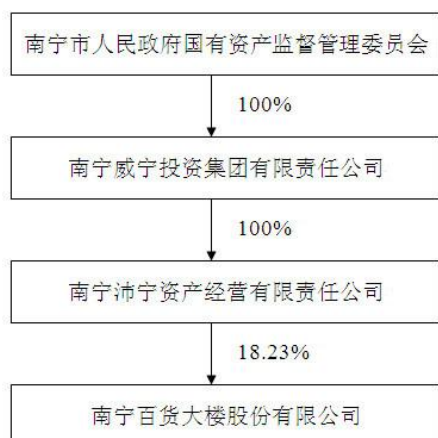 南宁市人民政府国有资产监督管理委员会
100%
南宁威宁投资集团有限责任公司
100%
南宁沛宁资产经营有限责任公司
18.23%
南宁百货大楼股份有限公司